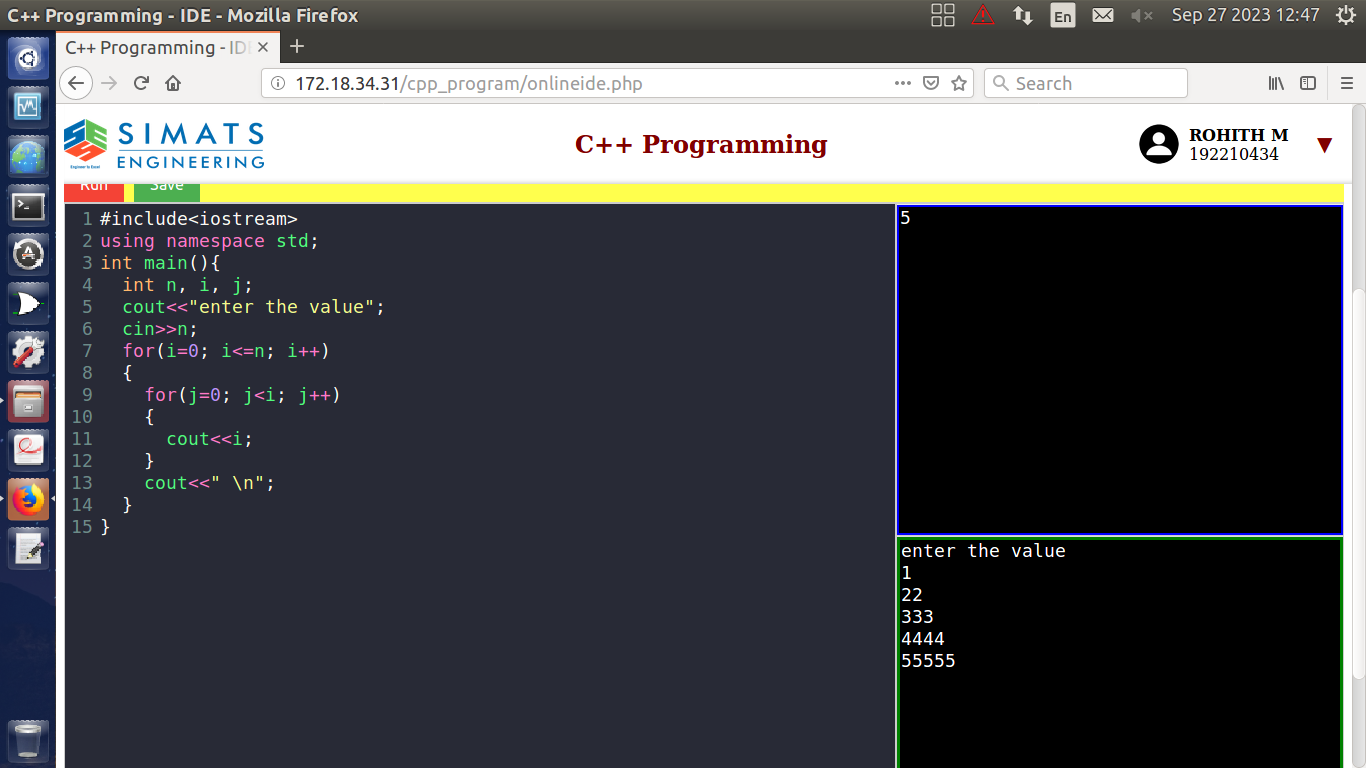 C++ Programming - IDE - Mozilla Firefox
En
Sep 27 2023 12:47
C++ Programming - IDE
172.18.34.31/cpp_program/onlineide.php
Search
SIMATS
ENGINEERING
Engineer to Excel
C++ Programming
ROHITH M
192210434
Run
Save
1 #include<iostream>
2 using namespace std;
3 int main(){
4   int n, i, j;
5   cout<<"enter the value";
6   cin>>n;
7   for(i=0; i<=n; i++)
8   {
9     for(j=0; j<i; j++)
10     {
11       cout<<i;
12     }
13     cout<<" \n";
14   }
15 }
5
enter the value
1
22
333
4444
55555